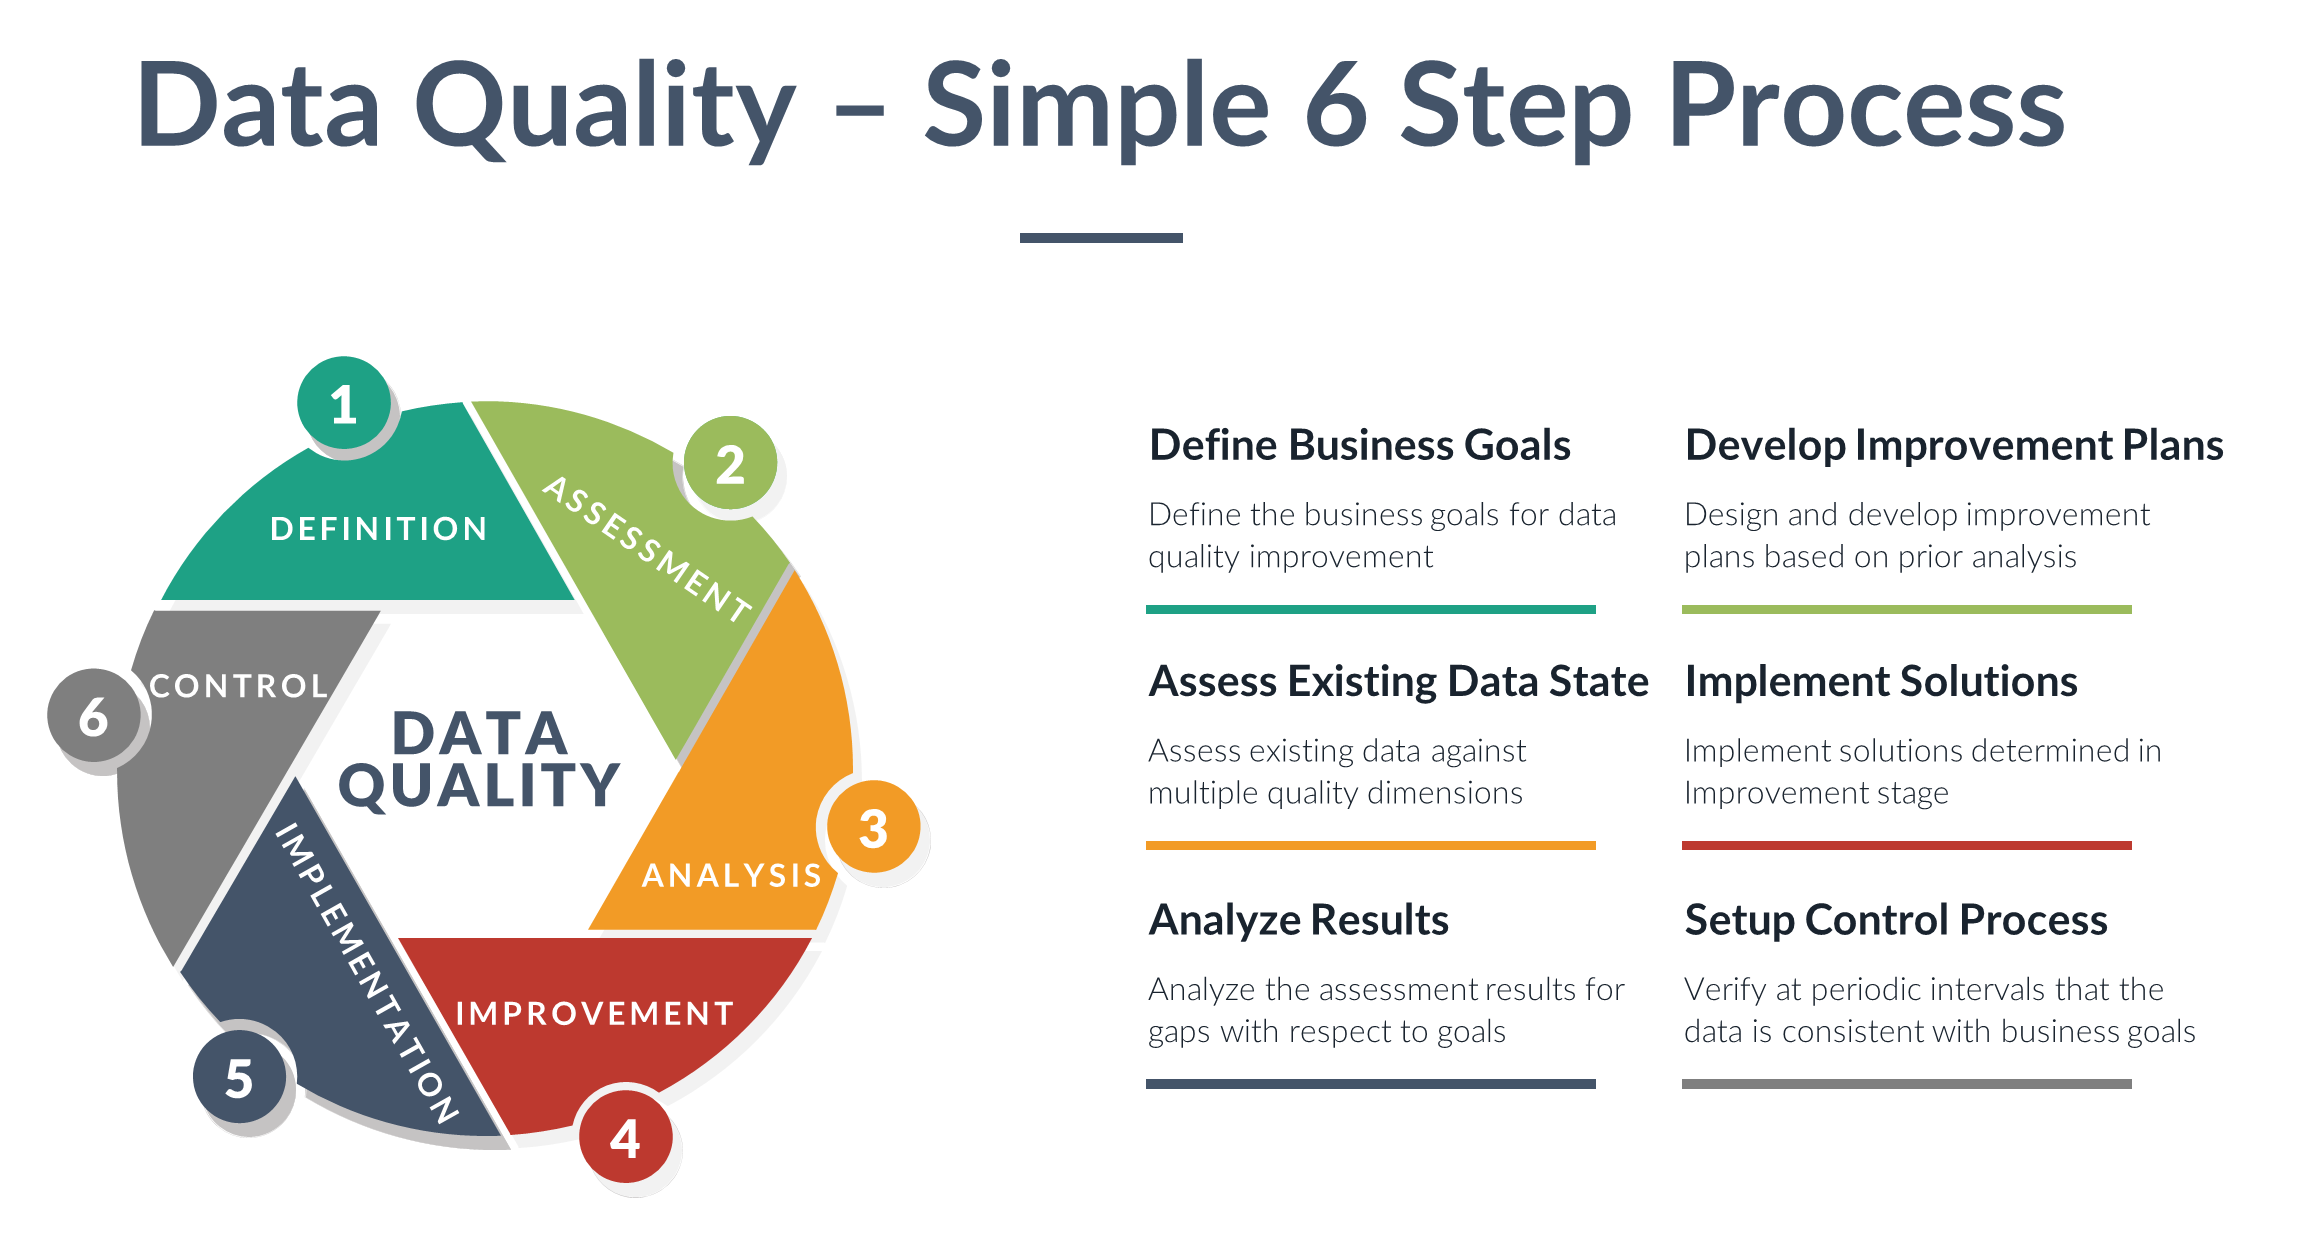 Data Quality – Simple 6 Step Process
1
DEFINITION
2
ASSESSMENT
3
ANALYSIS
4
IMPROVEMENT
5
IMPLEMENTATION
6
CONTROL
DATA
QUALITY
Define Business Goals
Define the business goals for data
quality improvement
Assess Existing Data State
Assess existing data against
multiple quality dimensions
Analyze Results
Analyze the assessment results for
gaps with respect to goals
Develop Improvement Plans
Design and develop improvement
plans based on prior analysis
Implement Solutions
Implement solutions determined in
Improvement stage
Setup Control Process
Verify at periodic intervals that the
data is consistent with business goals